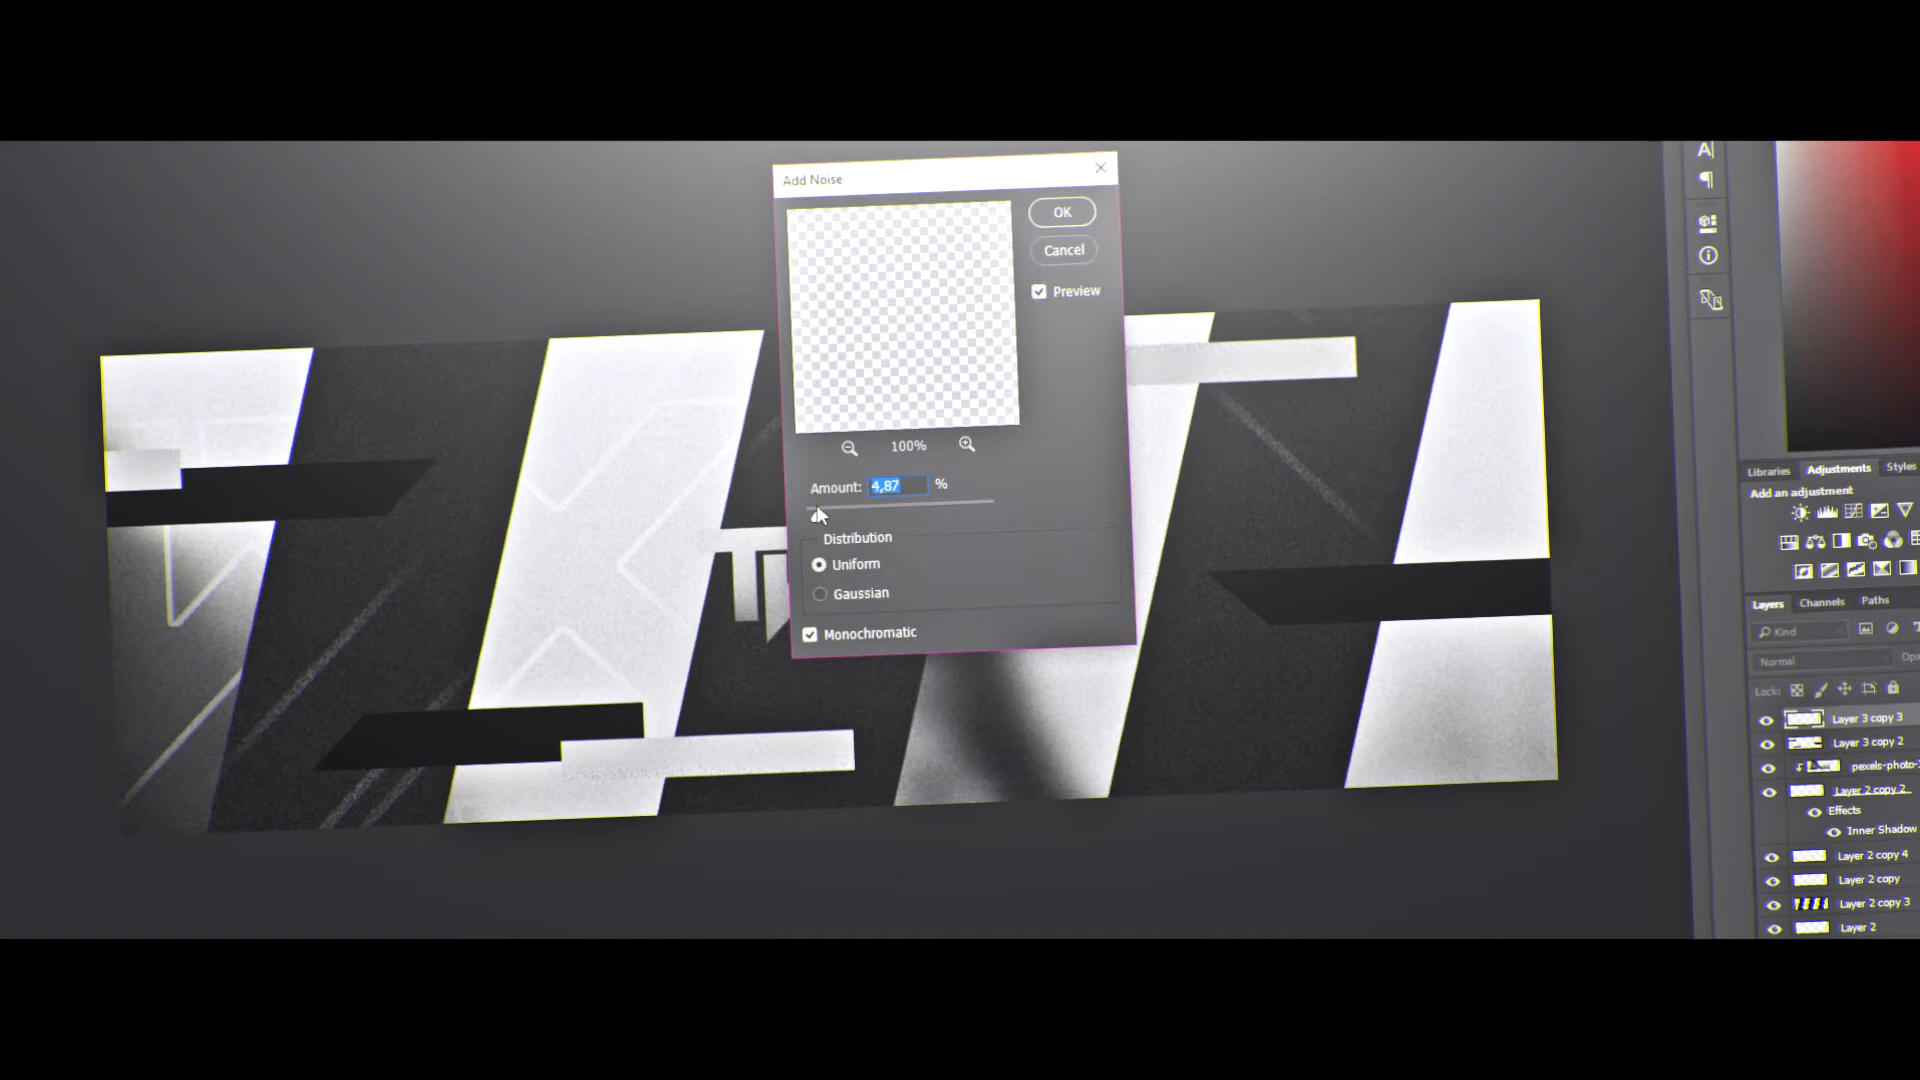 Add Noise
OK
Cancel
Preview
100%
Amount: 4,87 %
Distribution
Uniform
Gaussian
Monochromatic
Libraries Adjustments Styles
Add an adjustment
Layers Channels Paths
Kind
Normal
Lock:
Layer 3 copy 3
Layer 3 copy 2
Layer 2 copy 2
Effects
Inner Shadow
Layer 2 copy 4
Layer 2 copy
Layer 2 copy 3
Layer 2